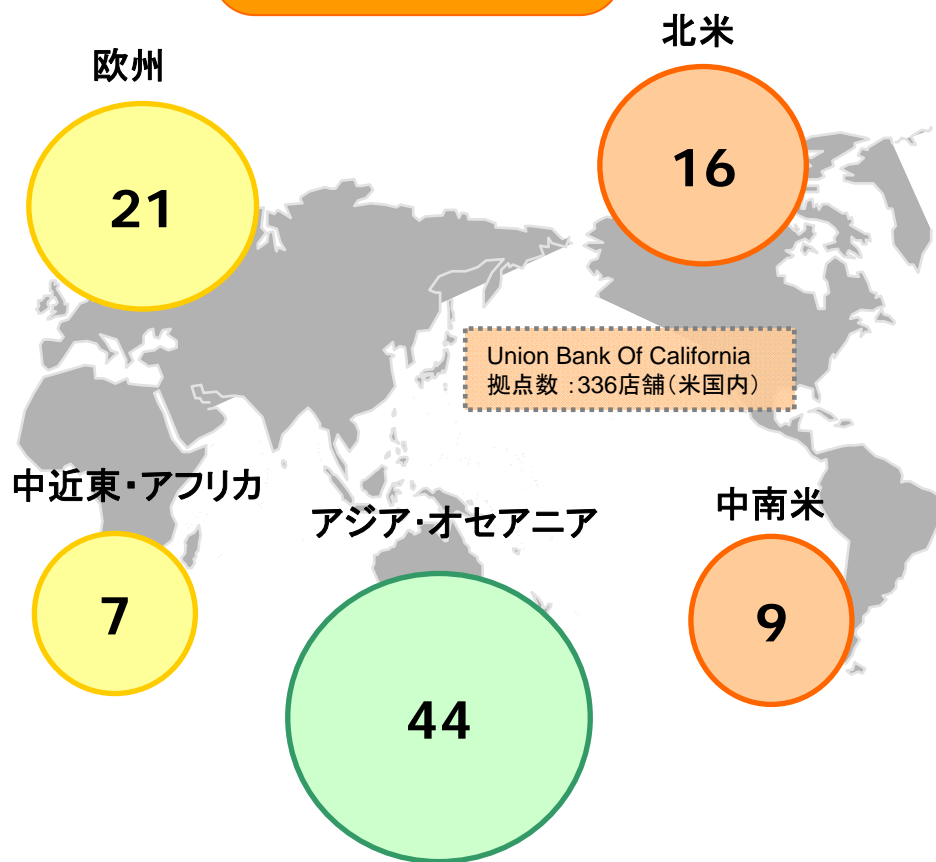 欧州
21
北米
16
Union Bank Of California
拠点数 :336店舗(米国内)
中近東・アフリカ
7
アジア・オセアニア
44
中南米
9